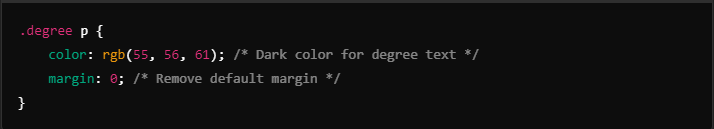 .degree p {
    color: rgb(55, 56, 61); /* Dark color for degree text */
    margin: 0; /* Remove default margin */
}